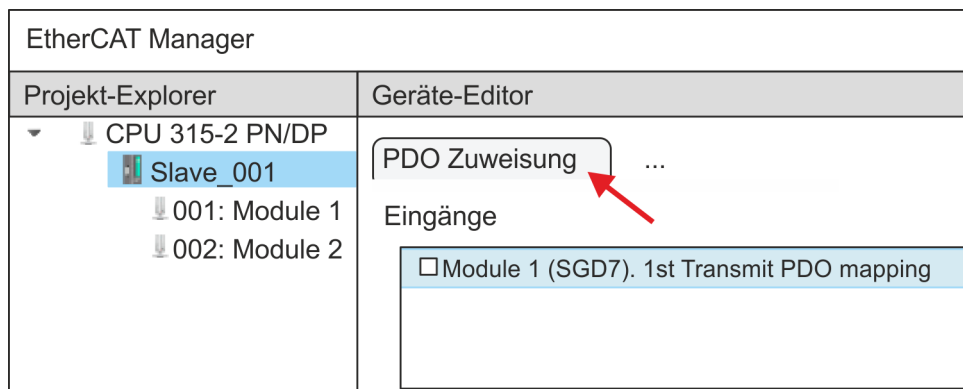 EtherCAT Manager
Projekt-Explorer
Geräte-Editor
CPU 315-2 PN/DP
Slave_001
001: Module 1
002: Module 2
PDO Zuweisung
...
Eingänge
Module 1 (SGD7). 1st Transmit PDO mapping